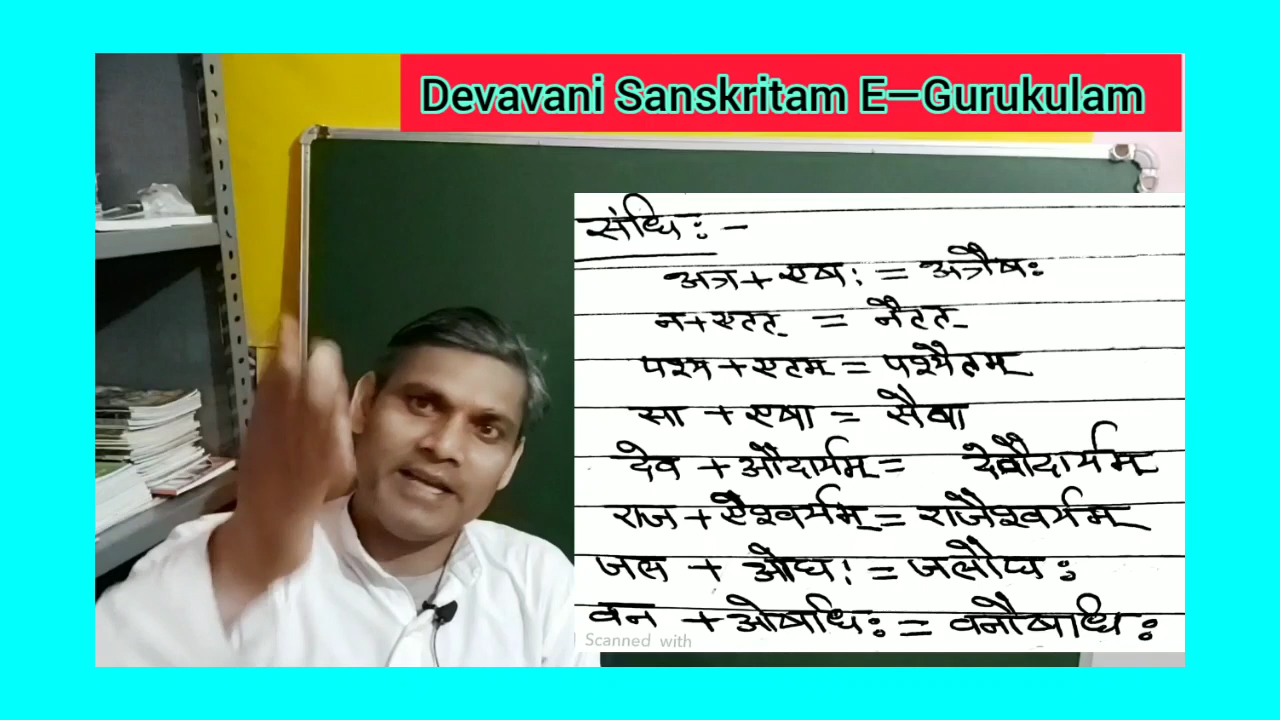 Devavani Sanskritam E—Gurukulam
संधि: -
अत्र + एष: = अत्रैष:
न + एतत् = नैतत्
पश्य + एतम् = पश्यैतम्
सा + एषा = सैषा
देव + औदार्यम् = देवौदार्यम्
राज + ऐश्वर्यम् = राजैश्वर्यम्
जल + ओघ: = जलौघ:
वन + ओषधि: = वनौषधि:
Scanned with